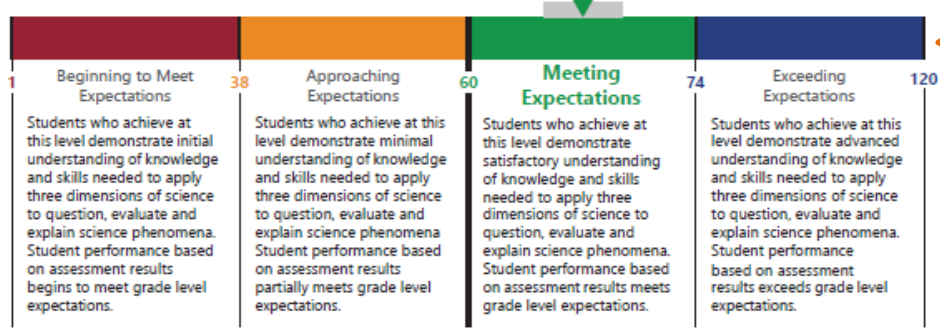 1
Beginning to Meet
Expectations
Students who achieve at
this level demonstrate initial
understanding of knowledge
and skills needed to apply
three dimensions of science
to question, evaluate and
explain science phenomena.
Student performance based
on assessment results
begins to meet grade level
expectations.
38
Approaching
Expectations
Students who achieve at this
level demonstrate minimal
understanding of knowledge
and skills needed to apply
three dimensions of science
to question, evaluate and
explain science phenomena
Student performance based
on assessment results
partially meets grade level
expectations.
60
Meeting
Expectations
Students who achieve at
this level demonstrate
satisfactory understanding
of knowledge and skills
needed to apply three
dimensions of science to
question, evaluate and
explain science phenomena.
Student performance based
on assessment results meets
grade level expectations.
74
Exceeding
Expectations
Students who achieve at this
level demonstrate advanced
understanding of knowledge
and skills needed to apply
three dimensions of science
to question, evaluate and
explain science phenomena.
Student performance
based on assessment
results exceeds grade level
expectations.
120